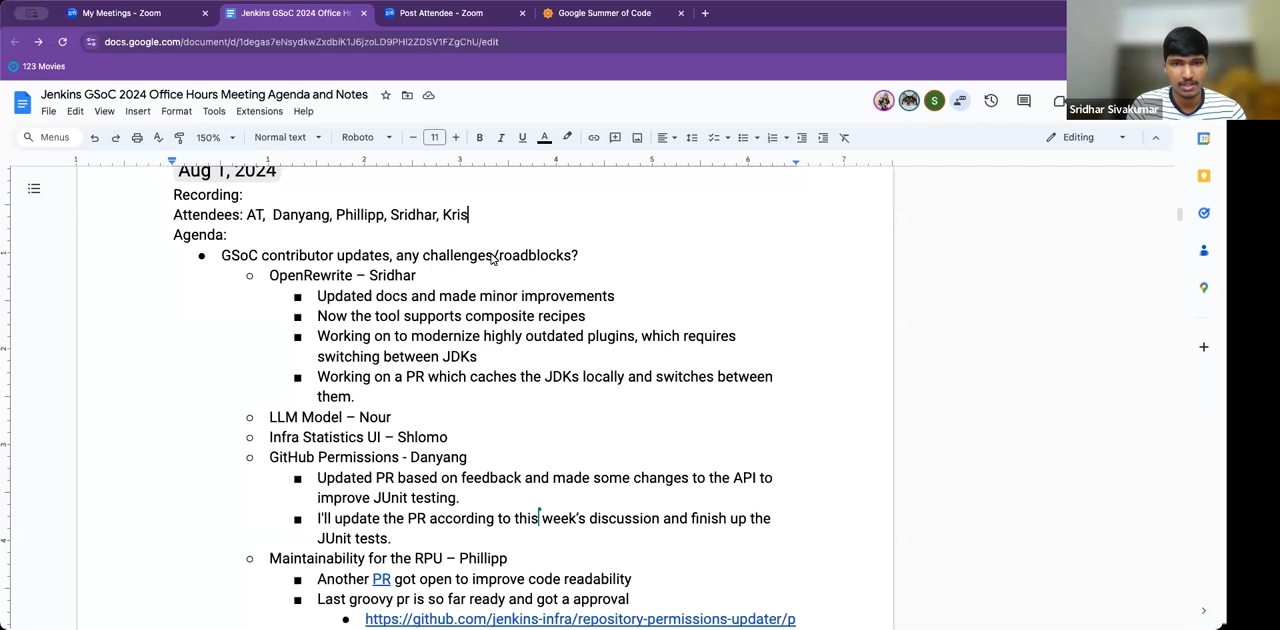 My Meetings - Zoom
Jenkins GSoC 2024 Office H
Post Attendee - Zoom
Google Summer of Code
docs.google.com/document/d/1degas7eNsydkwZxdbiK1J6jzoLD9PHI2ZDSV1FZgChU/edit
123 Movies
Sridhar Sivakumar
Jenkins GSoC 2024 Office Hours Meeting Agenda and Notes
File Edit View Insert Format Tools Extensions Help
S
Menus 150% Normal text Roboto 11 B I U A Editing
1 1 2 3 4 5 6 7
Aug 1, 2024
Recording:
Attendees: AT, Danyang, Phillipp, Sridhar, Kris
Agenda:
GSoC contributor updates, any challenges/roadblocks?
OpenRewrite – Sridhar
Updated docs and made minor improvements
Now the tool supports composite recipes
Working on to modernize highly outdated plugins, which requires
switching between JDKs
Working on a PR which caches the JDKs locally and switches between
them.
LLM Model – Nour
Infra Statistics UI – Shlomo
GitHub Permissions - Danyang
Updated PR based on feedback and made some changes to the API to
improve JUnit testing.
I'll update the PR according to this week's discussion and finish up the
JUnit tests.
Maintainability for the RPU – Phillipp
Another PR got open to improve code readability
Last groovy pr is so far ready and got a approval
https://github.com/jenkins-infra/repository-permissions-updater/p